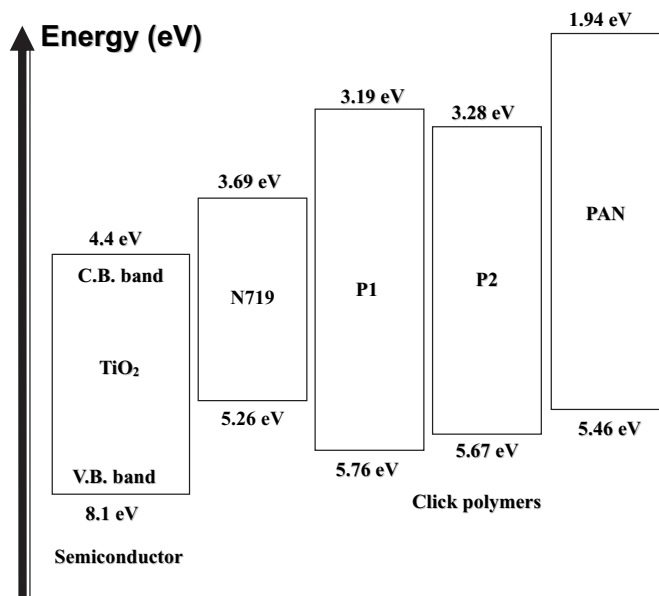 1.94 eV
Energy (eV)
3.19 eV
3.28 eV
3.69 eV
PAN
4.4 eV
C.B. band
N719
P1
P2
TiO₂
5.26 eV
5.46 eV
5.67 eV
V.B. band
5.76 eV
Click polymers
8.1 eV
Semiconductor